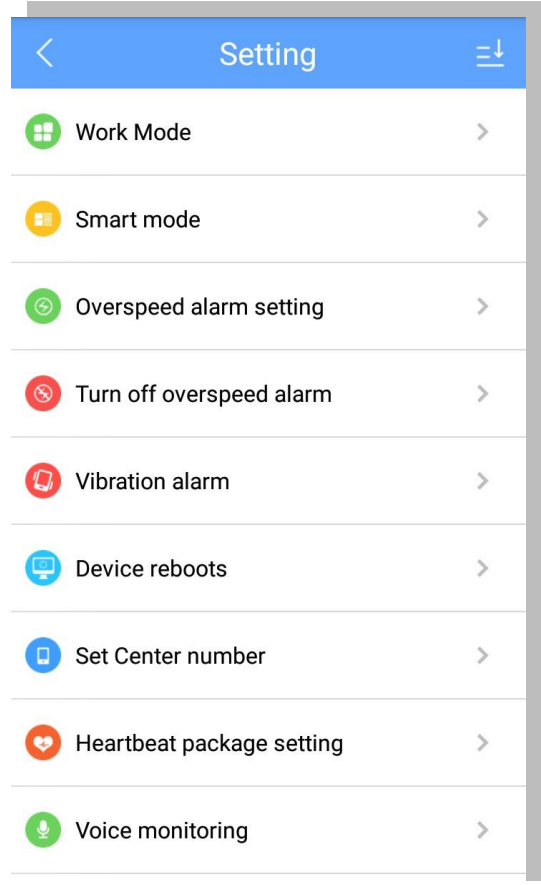 Setting
Work Mode
Smart mode
Overspeed alarm setting
Turn off overspeed alarm
Vibration alarm
Device reboots
Set Center number
Heartbeat package setting
Voice monitoring